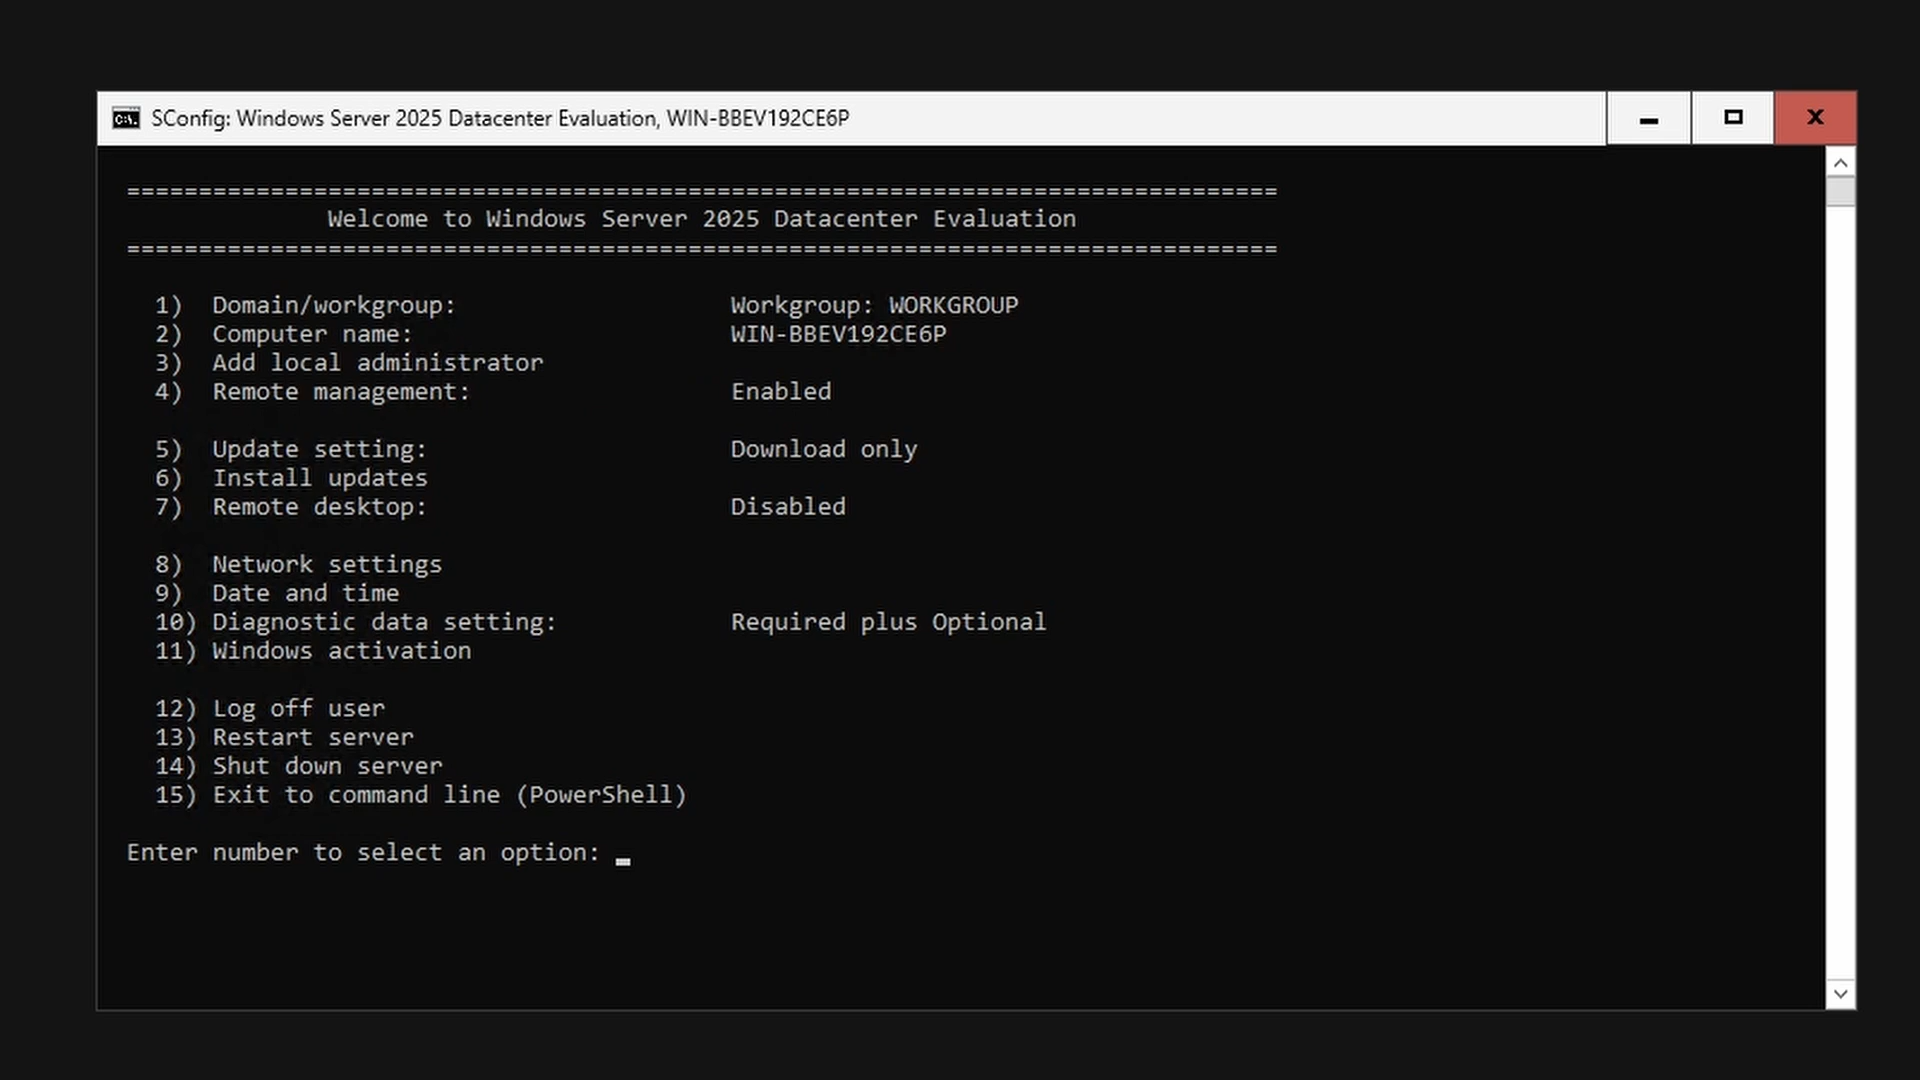 SConfig: Windows Server 2025 Datacenter Evaluation, WIN-BBEV192CE6P
================================================================================
Welcome to Windows Server 2025 Datacenter Evaluation
================================================================================
1) Domain/workgroup: Workgroup: WORKGROUP
2) Computer name: WIN-BBEV192CE6P
3) Add local administrator
4) Remote management: Enabled
5) Update setting: Download only
6) Install updates
7) Remote desktop: Disabled
8) Network settings
9) Date and time
10) Diagnostic data setting: Required plus Optional
11) Windows activation
12) Log off user
13) Restart server
14) Shut down server
15) Exit to command line (PowerShell)
Enter number to select an option: